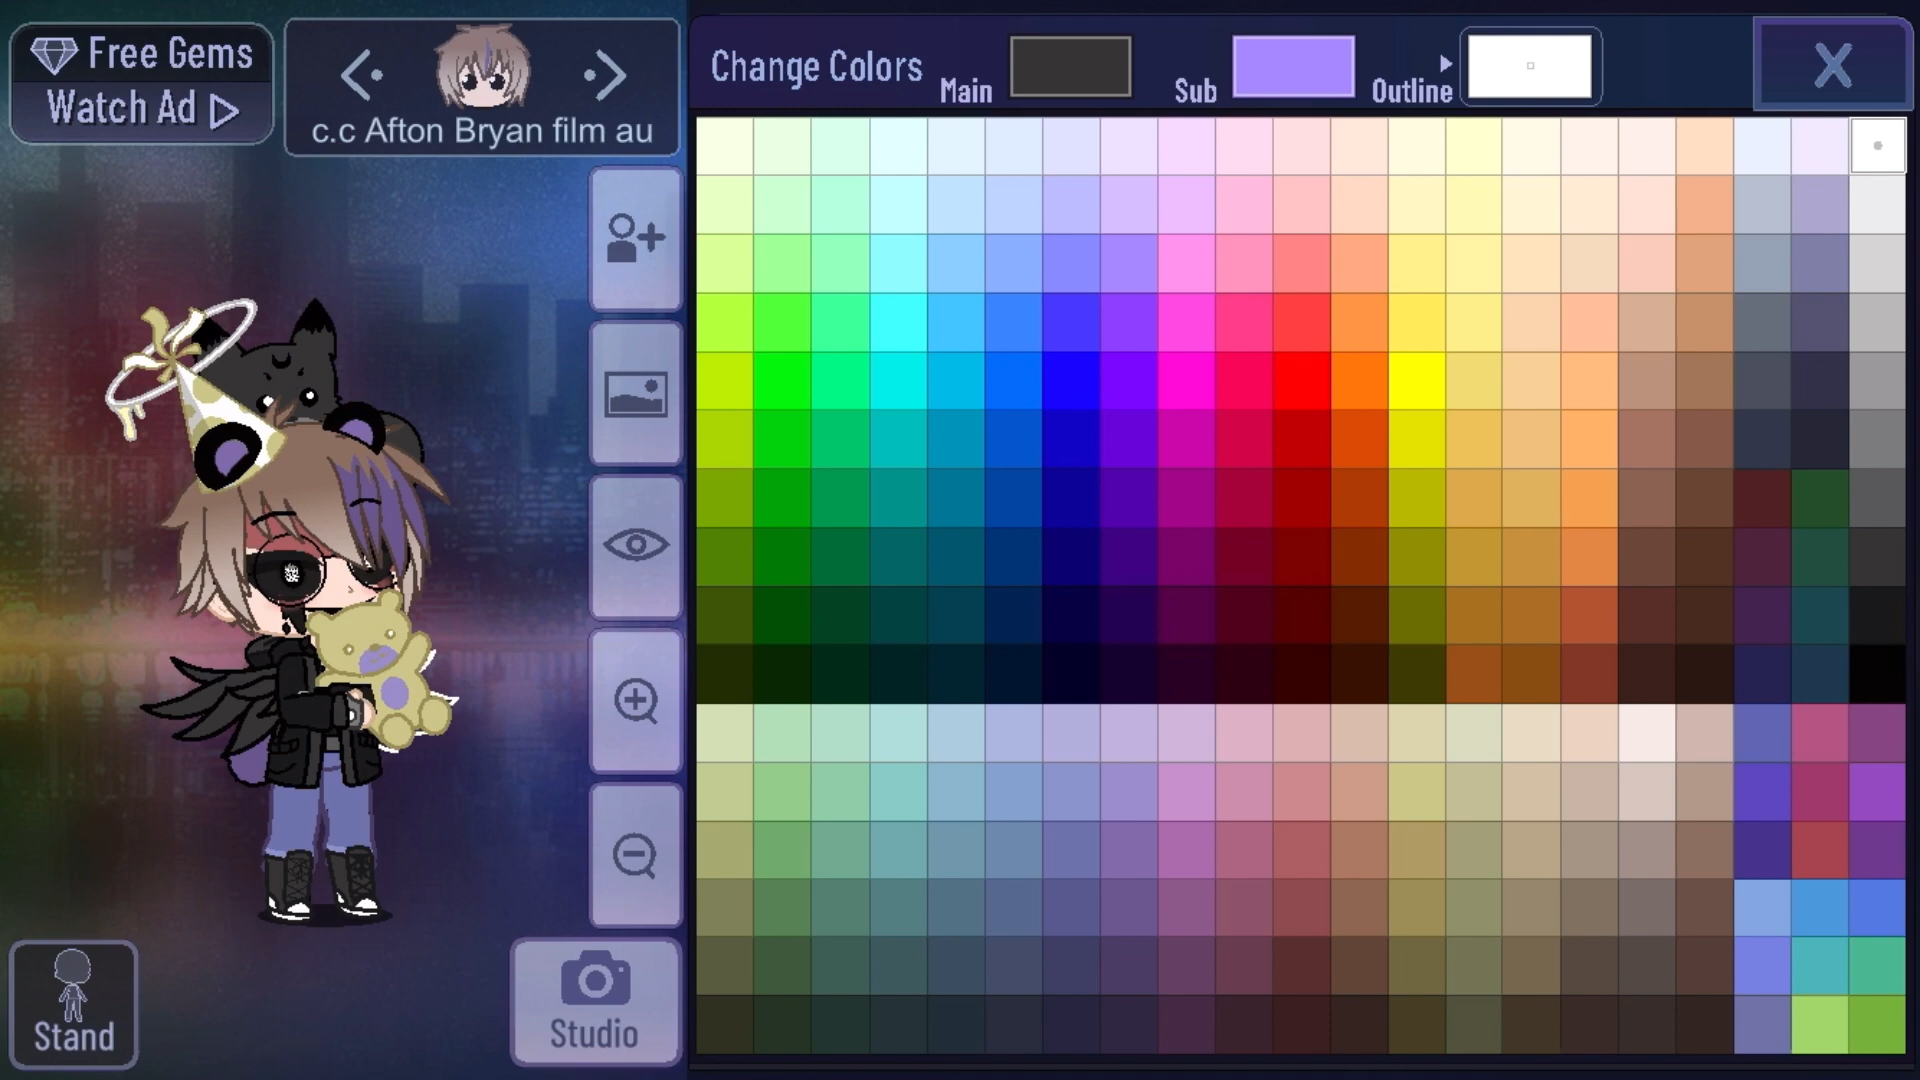 Free Gems
Watch Ad
c.c Afton Bryan film au
Change Colors
Main
Sub
Outline
X
Stand
Studio